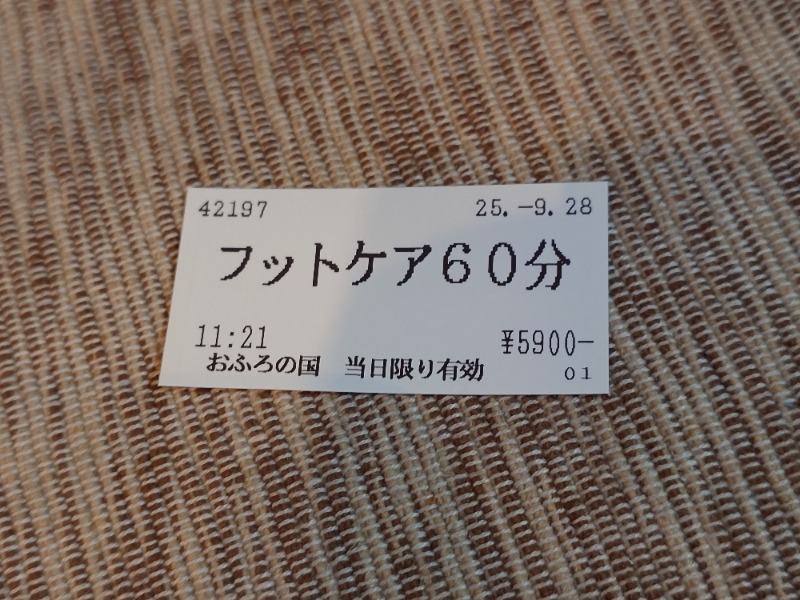 42197 25.-9.28
フットケア60分
11:21 ¥5900-
おふろの国 当日限り有効 01